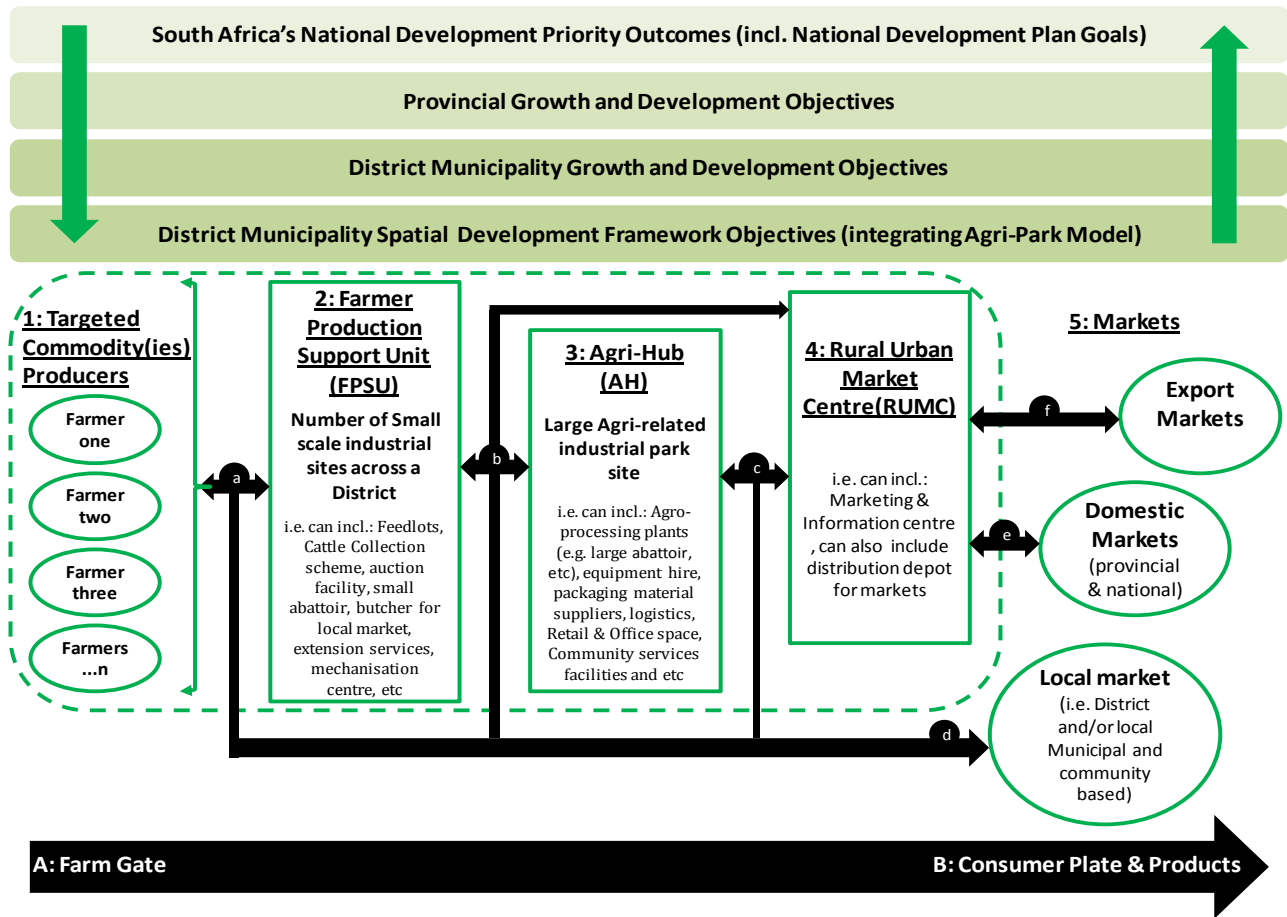 South Africa's National Development Priority Outcomes (incl. National Development Plan Goals)
Provincial Growth and Development Objectives
District Municipality Growth and Development Objectives
District Municipality Spatial Development Framework Objectives (integrating Agri-Park Model)
1: Targeted
Commodity(ies)
Producers
Farmer
one
Farmer
two
Farmer
three
Farmers
...n
a
2: Farmer
Production
Support Unit
(FPSU)
Number of Small
scale industrial
sites across a
District
i.e. can incl.: Feedlots,
Cattle Collection
scheme, auction
facility, small
abattoir, butcher for
local market,
extension services,
mechanisation
centre, etc
b
3: Agri-Hub
(AH)
Large Agri-related
industrial park
site
i.e. can incl.: Agro-
processing plants
(e.g. large abattoir,
etc), equipment hire,
packaging material
suppliers, logistics,
Retail & Office space,
Community services
facilities and etc
c
4: Rural Urban
Market
Centre(RUMC)
i.e. can incl.:
Marketing &
Information centre
, can also include
distribution depot
for markets
5: Markets
f
Export
Markets
e
Domestic
Markets
(provincial
& national)
d
Local market
(i.e. District
and/or local
Municipal and
community
based)
A: Farm Gate
B: Consumer Plate & Products